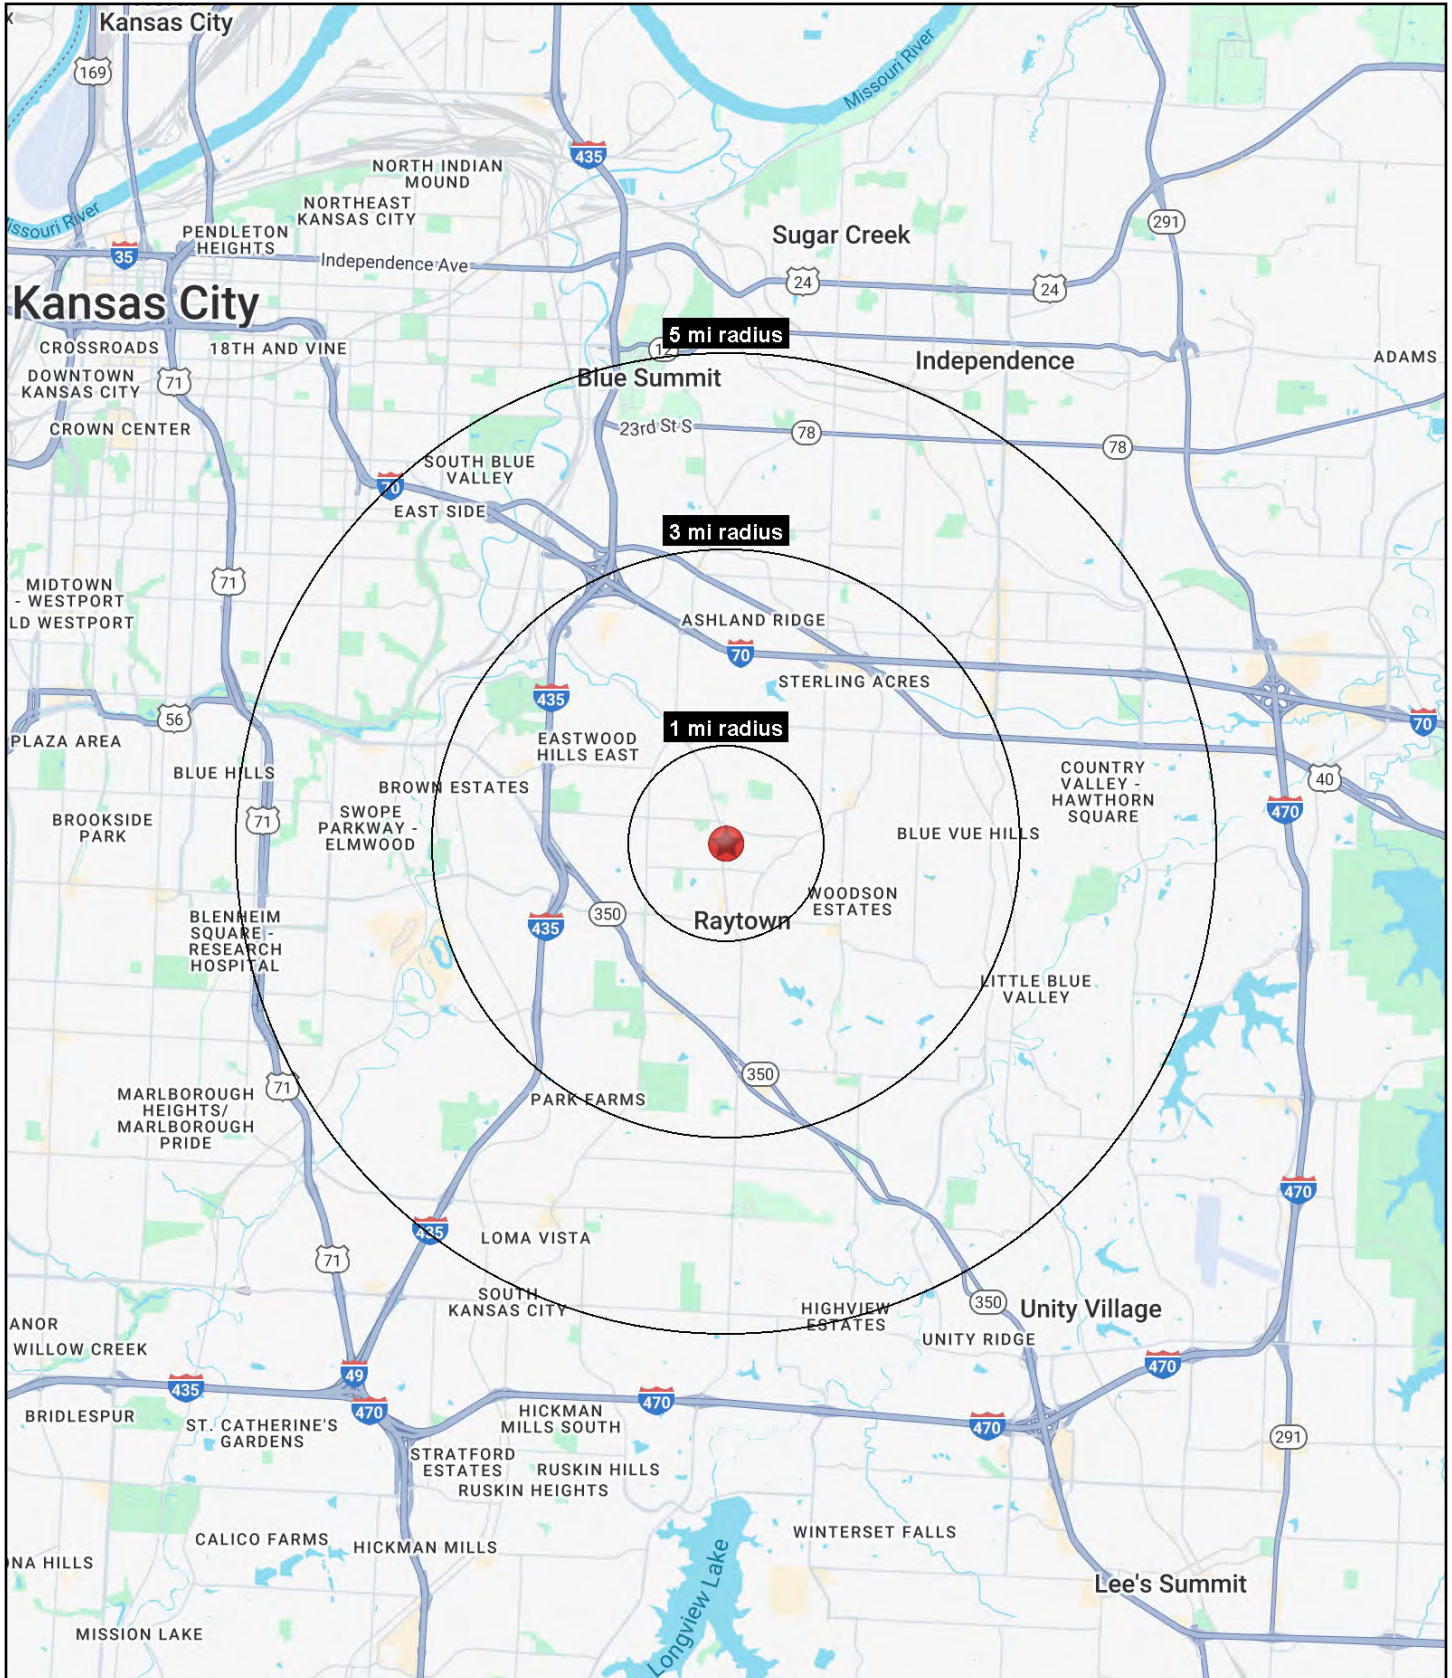 Kansas City
169
Missouri River
435
NORTH INDIAN
MOUND
NORTHEAST
KANSAS CITY
291
issouri River
PENDLETON
HEIGHTS
Sugar Creek
35
Independence Ave
24
24
Kansas City
5 mi radius
CROSSROADS
18TH AND VINE
12
Independence
ADAMS
DOWNTOWN
KANSAS CITY
71
Blue Summit
CROWN CENTER
23rd St S
78
78
SOUTH BLUE
VALLEY
70
EAST SIDE
3 mi radius
71
MIDTOWN
- WESTPORT
LD WESTPORT
ASHLAND RIDGE
70
STERLING ACRES
435
56
1 mi radius
70
PLAZA AREA
EASTWOOD
HILLS EAST
BLUE HILLS
COUNTRY
VALLEY -
HAWTHORN
SQUARE
40
BROWN ESTATES
71
BROOKSIDE
PARK
SWOPE
PARKWAY -
ELMWOOD
BLUE VUE HILLS
470
WOODSON
ESTATES
350
Raytown
435
BLENHEIM
SQUARE -
RESEARCH
HOSPITAL
LITTLE BLUE
VALLEY
350
71
MARLBOROUGH
HEIGHTS/
MARLBOROUGH
PRIDE
PARK FARMS
470
435
LOMA VISTA
71
SOUTH
KANSAS CITY
HIGHVIEW
ESTATES
350
Unity Village
ANOR
WILLOW CREEK
UNITY RIDGE
49
470
435
470
470
470
BRIDLESPUR
ST. CATHERINE'S
GARDENS
HICKMAN
MILLS SOUTH
291
STRATFORD
ESTATES
RUSKIN HILLS
RUSKIN HEIGHTS
CALICO FARMS
HICKMAN MILLS
WINTERSET FALLS
ONA HILLS
Lee's Summit
Longview Lake
MISSION LAKE